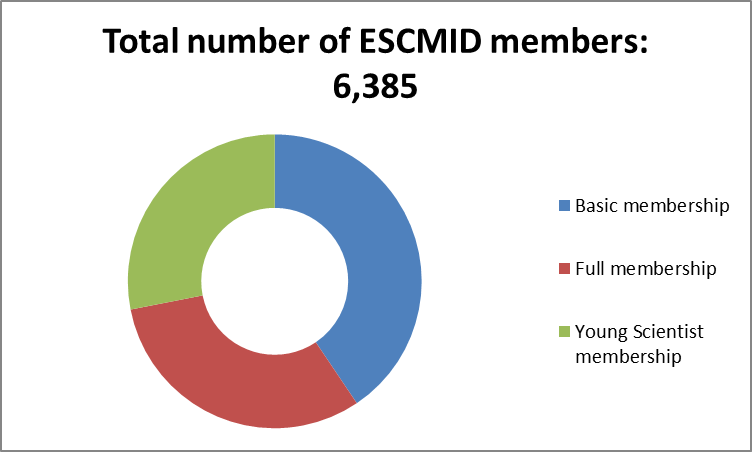 Total number of ESCMID members:
6,385
Basic membership
Full membership
Young Scientist
membership